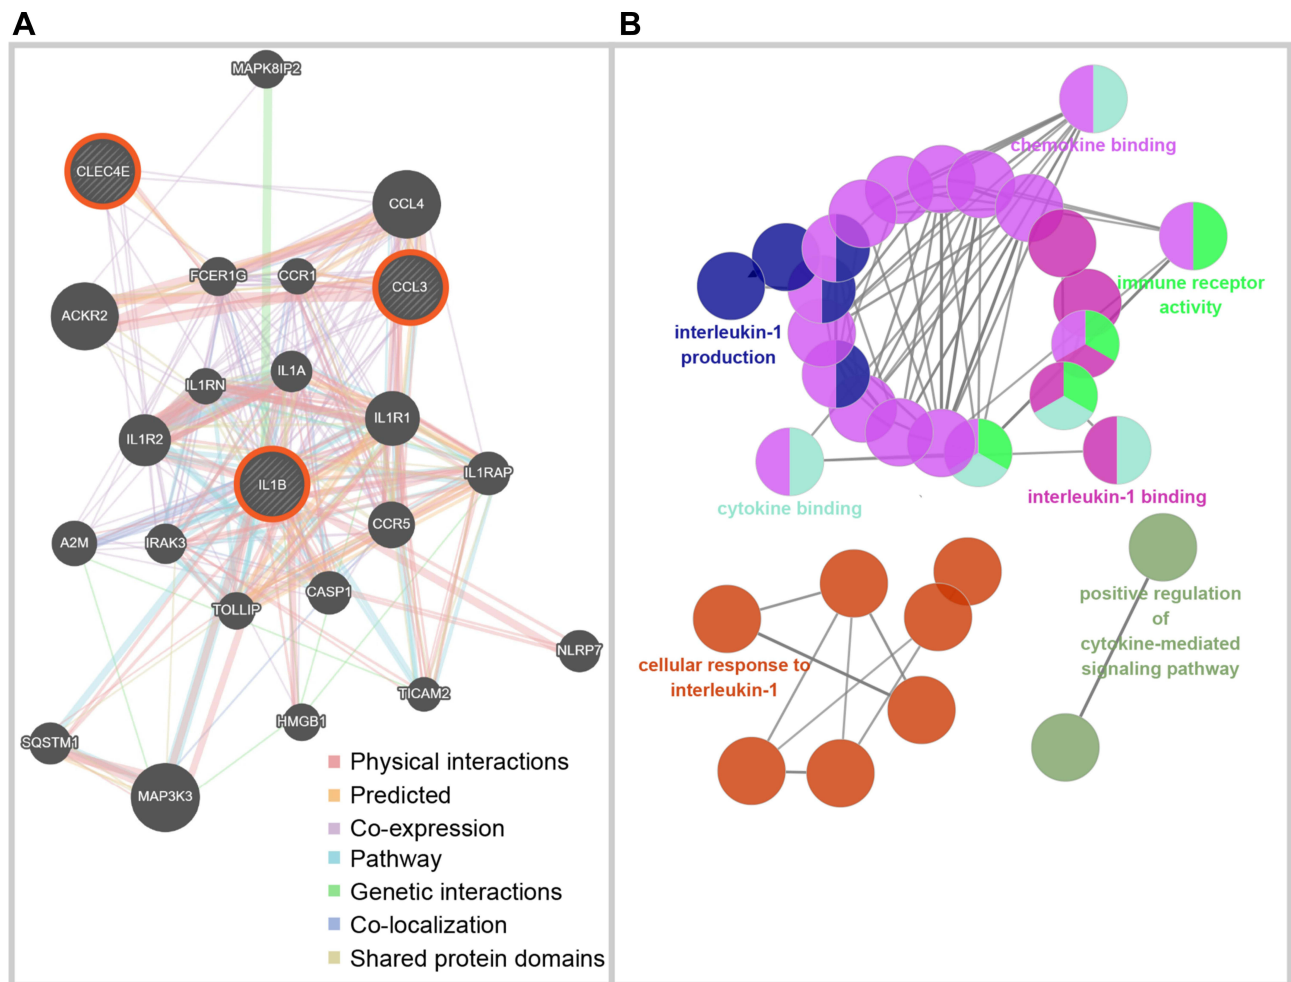 A
B
MAPK8IP2
CLEC4E
CCL4
FCER1G
CCR1
CCL3
ACKR2
IL1RN
IL1A
IL1R2
IL1R1
IL1B
IL1RAP
A2M
IRAK3
CCR5
TOLLIP
CASP1
NLRP7
TICAM2
HMGB1
SQSTM1
MAP3K3
Physical interactions
Predicted
Co-expression
Pathway
Genetic interactions
Co-localization
Shared protein domains
chemokine binding
immune receptor
activity
interleukin-1
production
cytokine binding
interleukin-1 binding
cellular response to
interleukin-1
positive regulation
of
cytokine-mediated
signaling pathway